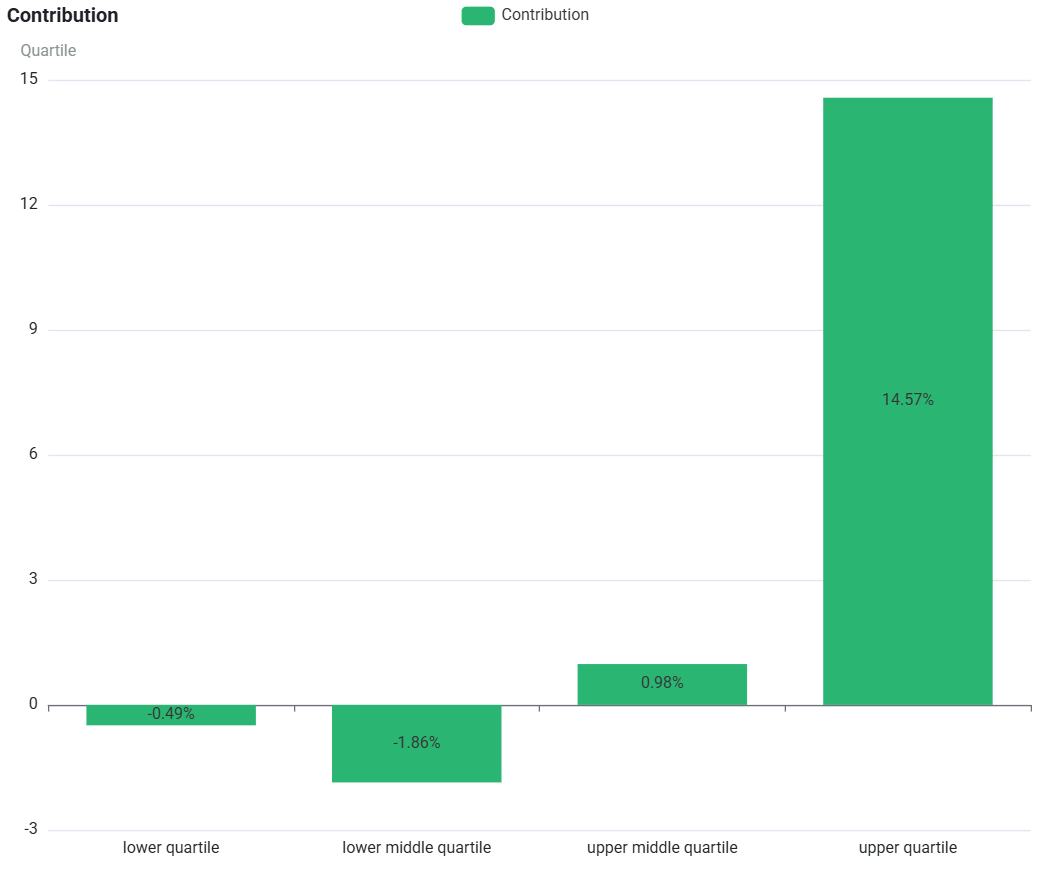 Contribution
Contribution
Quartile
15
12
9
6
3
0
-3
-0.49%
-1.86%
0.98%
14.57%
lower quartile
lower middle quartile
upper middle quartile
upper quartile